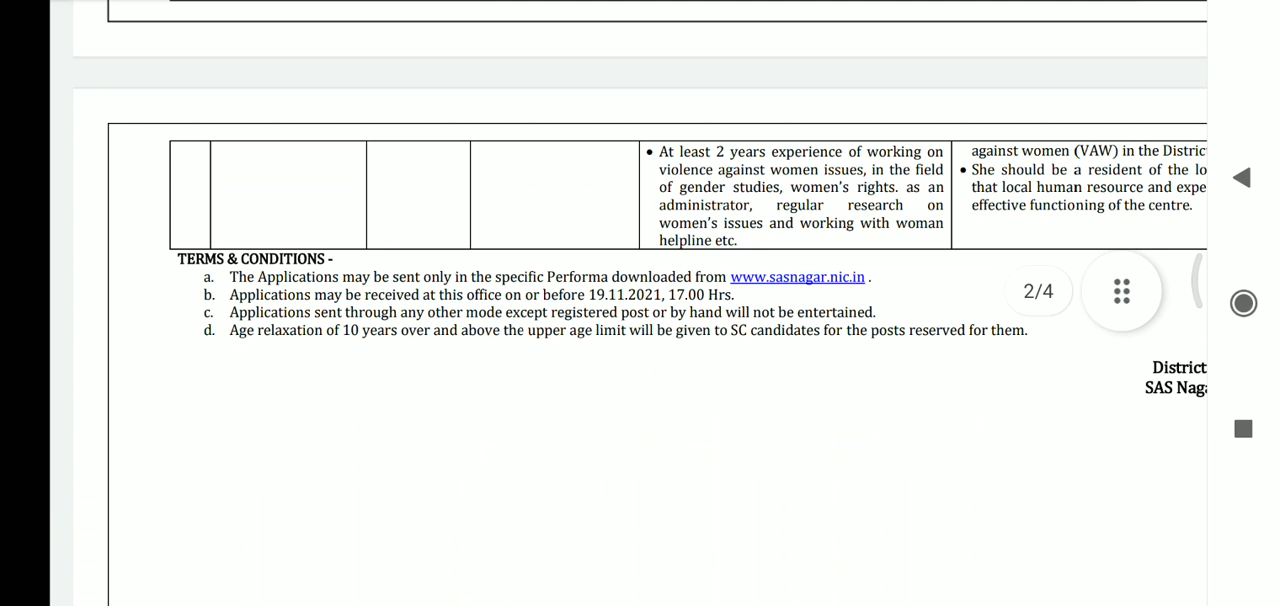 • At least 2 years experience of working on
violence against women issues, in the field
of gender studies, women's rights. as an
administrator, regular research on
women's issues and working with woman
helpline etc.
against women (VAW) in the Distric
• She should be a resident of the lo
that local human resource and expe
effective functioning of the centre.
TERMS & CONDITIONS -
a. The Applications may be sent only in the specific Performa downloaded from www.sasnagar.nic.in .
b. Applications may be received at this office on or before 19.11.2021, 17.00 Hrs.
c. Applications sent through any other mode except registered post or by hand will not be entertained.
d. Age relaxation of 10 years over and above the upper age limit will be given to SC candidates for the posts reserved for them.
2/4
District
SAS Naga